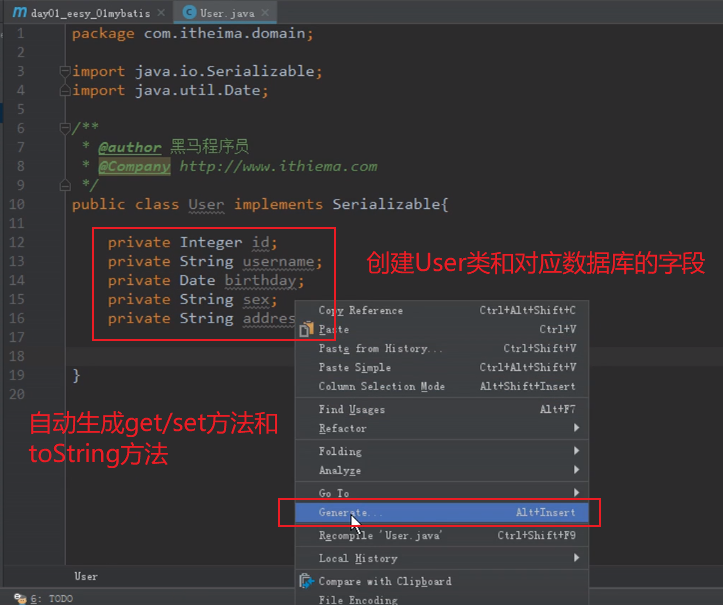 m day01_eesy_01mybatis × C User.java ×
1 package com.itheima.domain;
2
3 import java.io.Serializable;
4 import java.util.Date;
5
6 /**
7 * @author 黑马程序员
8 * @Company http://www.ithiema.com
9 */
10 public class User implements Serializable{
11
12 private Integer id;
13 private String username;
14 private Date birthday;
15 private String sex;
16 private String addres
17
18
19 }
20
创建User类和对应数据库的字段
自动生成get/set方法和
toString方法
Copy Reference Ctrl+Alt+Shift+C
Paste Ctrl+V
Paste from History... Ctrl+Shift+V
Paste Simple Ctrl+Alt+Shift+V
Column Selection Mode Alt+Shift+Insert
Find Usages Alt+F7
Refactor
Folding
Analyze
Go To
Generate... Alt+Insert
Recompile 'User.java' Ctrl+Shift+F9
Local History
Compare with Clipboard
File Encoding
User
6: TODO